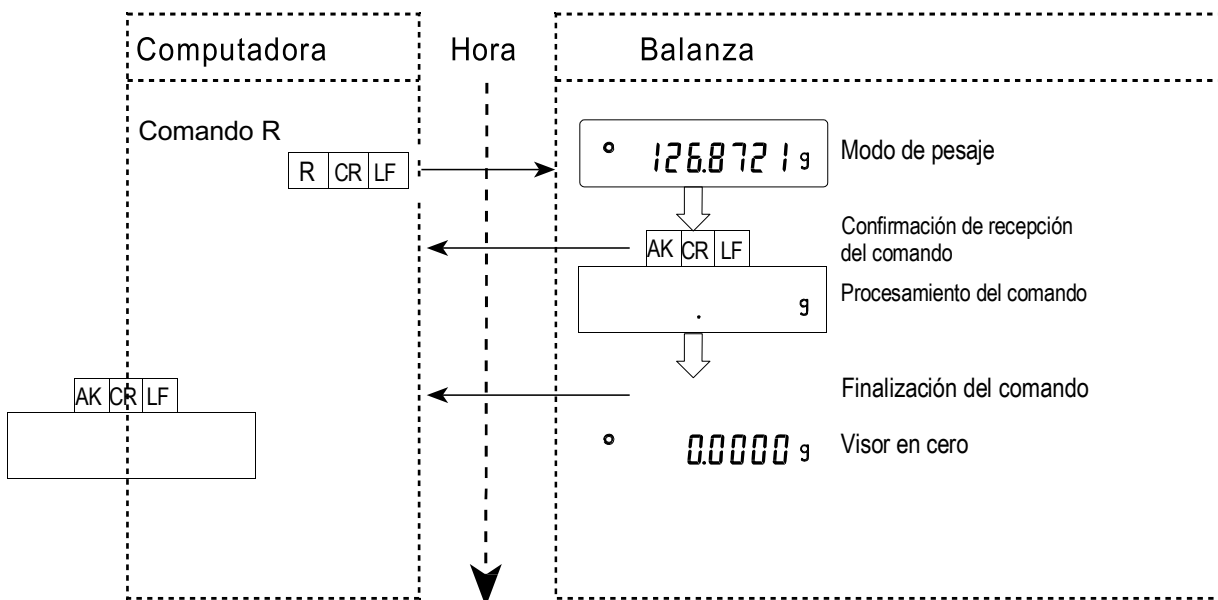 Computadora
Hora
Balanza
Comando R
R CR LF
126.8721 g
Modo de pesaje
AK CR LF
Confirmación de recepción
del comando
. g
Procesamiento del comando
AK CR LF
Finalización del comando
0.0000 g
Visor en cero